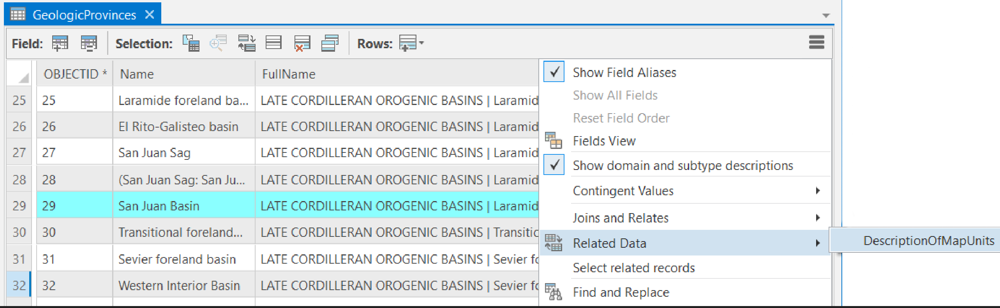 GeologicProvinces
Field: Selection: Rows:
OBJECTID * Name FullName
25 25 Laramide foreland ba... LATE CORDILLERAN OROGENIC BASINS | Laramid
26 26 El Rito-Galisteo basin LATE CORDILLERAN OROGENIC BASINS | Laramid
27 27 San Juan Sag LATE CORDILLERAN OROGENIC BASINS | Laramid
28 28 (San Juan Sag: San Ju... LATE CORDILLERAN OROGENIC BASINS | Laramid
29 29 San Juan Basin LATE CORDILLERAN OROGENIC BASINS | Laramid
30 30 Transitional foreland... LATE CORDILLERAN OROGENIC BASINS | Transitic
31 31 Sevier foreland basin LATE CORDILLERAN OROGENIC BASINS | Sevier fo
32 32 Western Interior Basin LATE CORDILLERAN OROGENIC BASINS | Sevier fo
Show Field Aliases
Show All Fields
Reset Field Order
Fields View
Show domain and subtype descriptions
Contingent Values
Joins and Relates
Related Data
DescriptionOfMapUnits
Select related records
Find and Replace